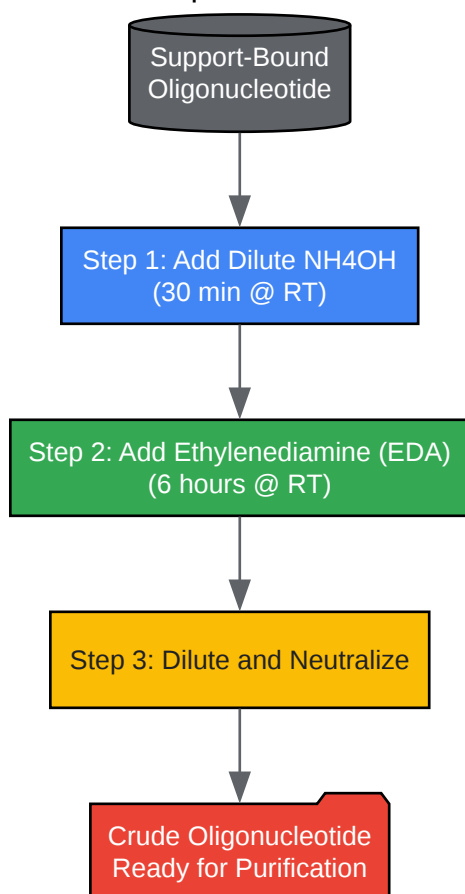 Support-Bound
Oligonucleotide
Step 1: Add Dilute NH4OH
(30 min @ RT)
Step 2: Add Ethylenediamine (EDA)
(6 hours @ RT)
Step 3: Dilute and Neutralize
Crude Oligonucleotide
Ready for Purification